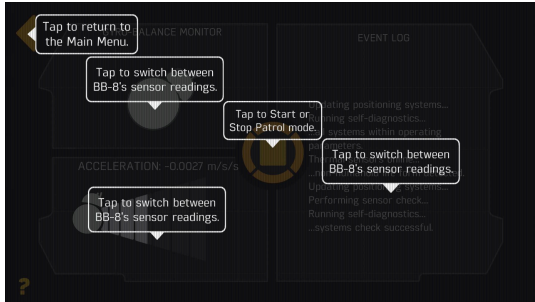 Tap to return to
the Main Menu.
GYRO-BALANCE MONITOR
EVENT LOG
Tap to switch between
BB-8's sensor readings.
Tap to Start or
Stop Patrol mode.
Updating positioning systems...
Running self-diagnostics...
systems within operating
parameters
Tap to switch between
BB-8's sensor readings.
ACCELERATION: -0.0027 m/s/s
Updating positioning systems...
Performing sensor check...
Running self-diagnostics...
...systems check successful.
Tap to switch between
BB-8's sensor readings.
?